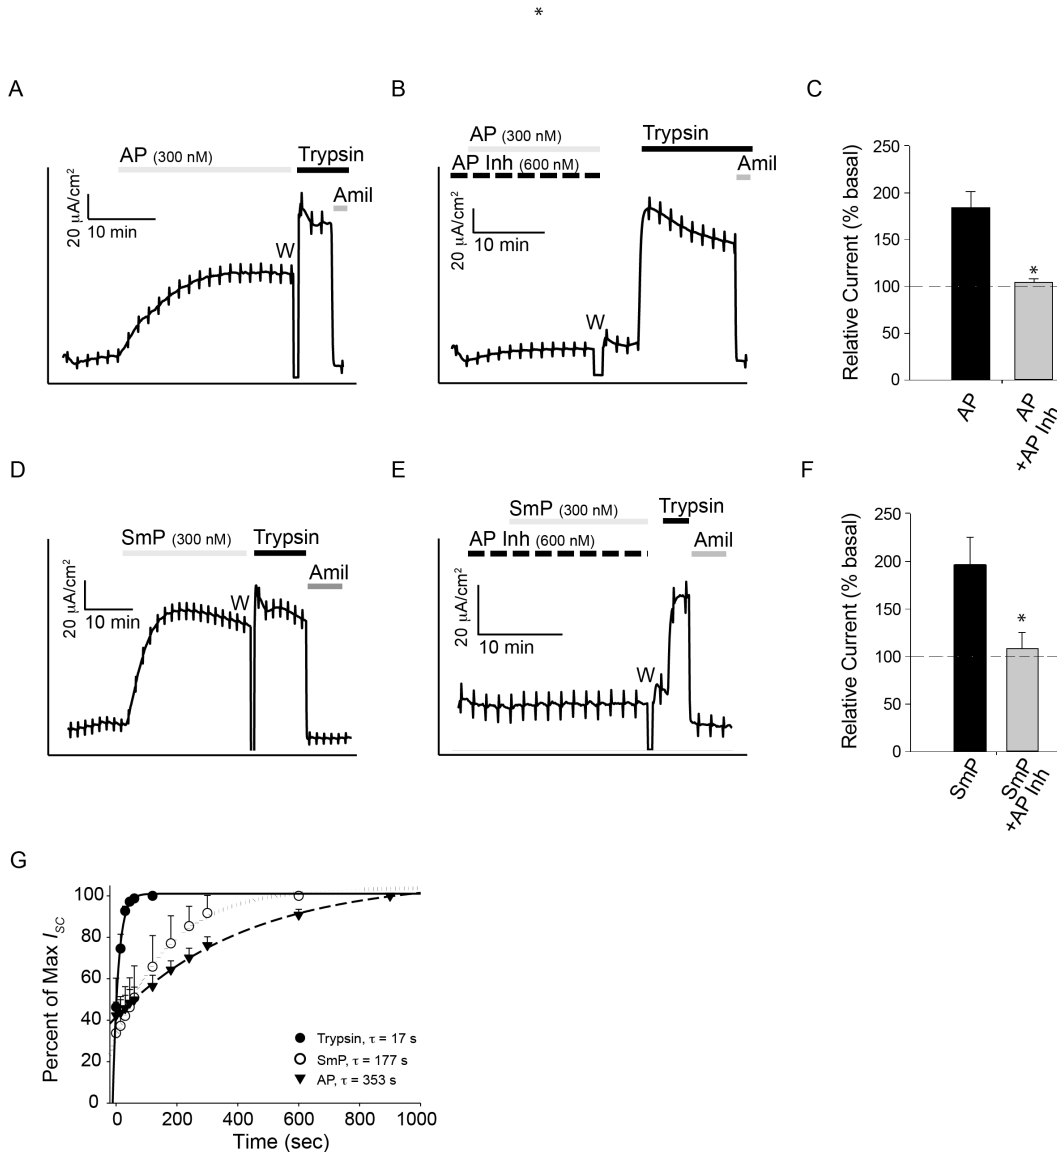 *
A
AP (300 nM)
Trypsin
Amil
20 μA/cm²
10 min
W
B
AP (300 nM)
AP Inh (600 nM)
Trypsin
Amil
20 μA/cm²
10 min
W
C
Relative Current (% basal)
250
200
150
100
50
0
*
AP
AP
+AP Inh
D
SmP (300 nM)
Trypsin
Amil
20 μA/cm²
10 min
W
E
SmP (300 nM)
AP Inh (600 nM)
Trypsin
Amil
20 μA/cm²
10 min
W
F
Relative Current (% basal)
250
200
150
100
50
0
*
SmP
SmP
+AP Inh
G
Percent of Max I_SC
100
80
60
40
20
0
Trypsin, τ = 17 s
SmP, τ = 177 s
AP, τ = 353 s
0 200 400 600 800 1000
Time (sec)